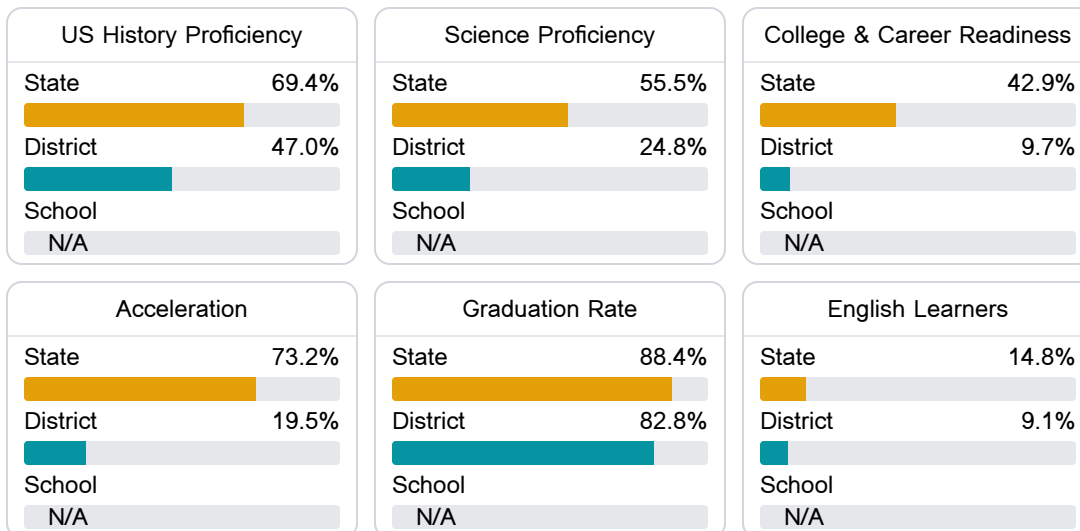 US History Proficiency
State 69.4%
District 47.0%
School
N/A
Science Proficiency
State 55.5%
District 24.8%
School
N/A
College & Career Readiness
State 42.9%
District 9.7%
School
N/A
Acceleration
State 73.2%
District 19.5%
School
N/A
Graduation Rate
State 88.4%
District 82.8%
School
N/A
English Learners
State 14.8%
District 9.1%
School
N/A